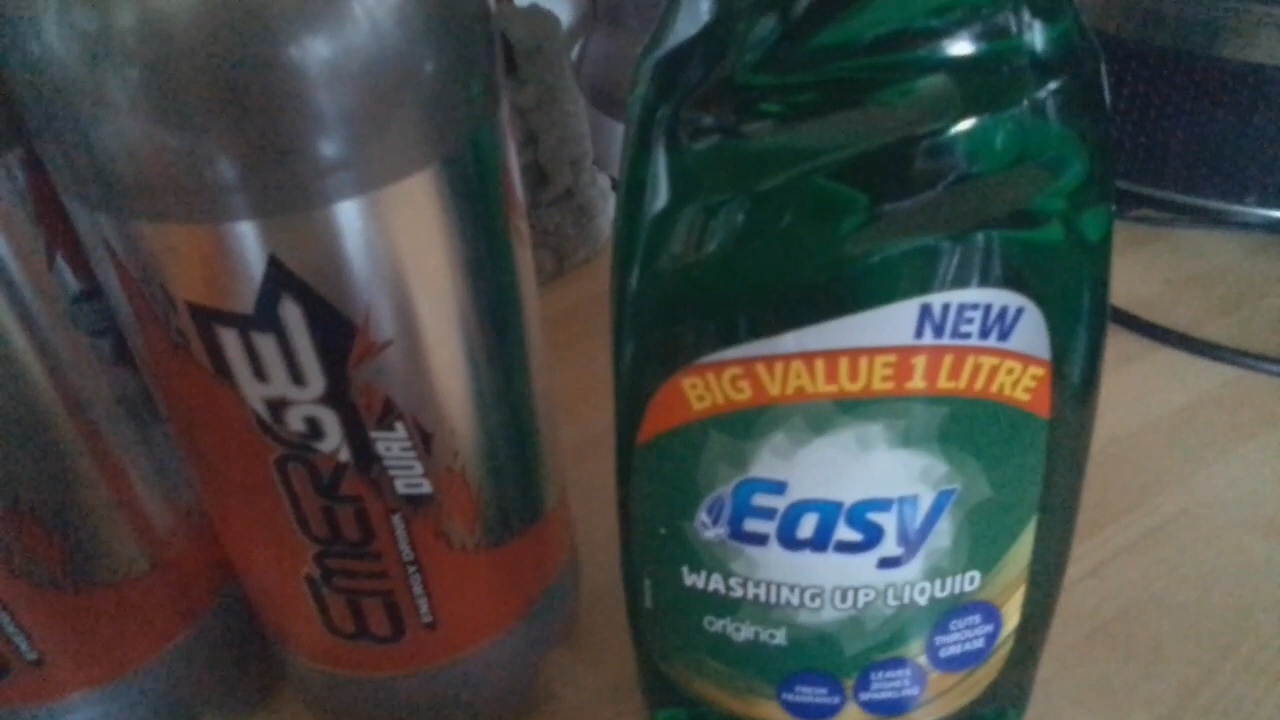 EMERGE
DUAL
ENERGY DRINK
NEW
BIG VALUE 1 LITRE
Easy
WASHING UP LIQUID
original
CUTS
THROUGH
GREASE
LEAVES
DISHES
SPARKLING
FRESH
FRAGRANCE